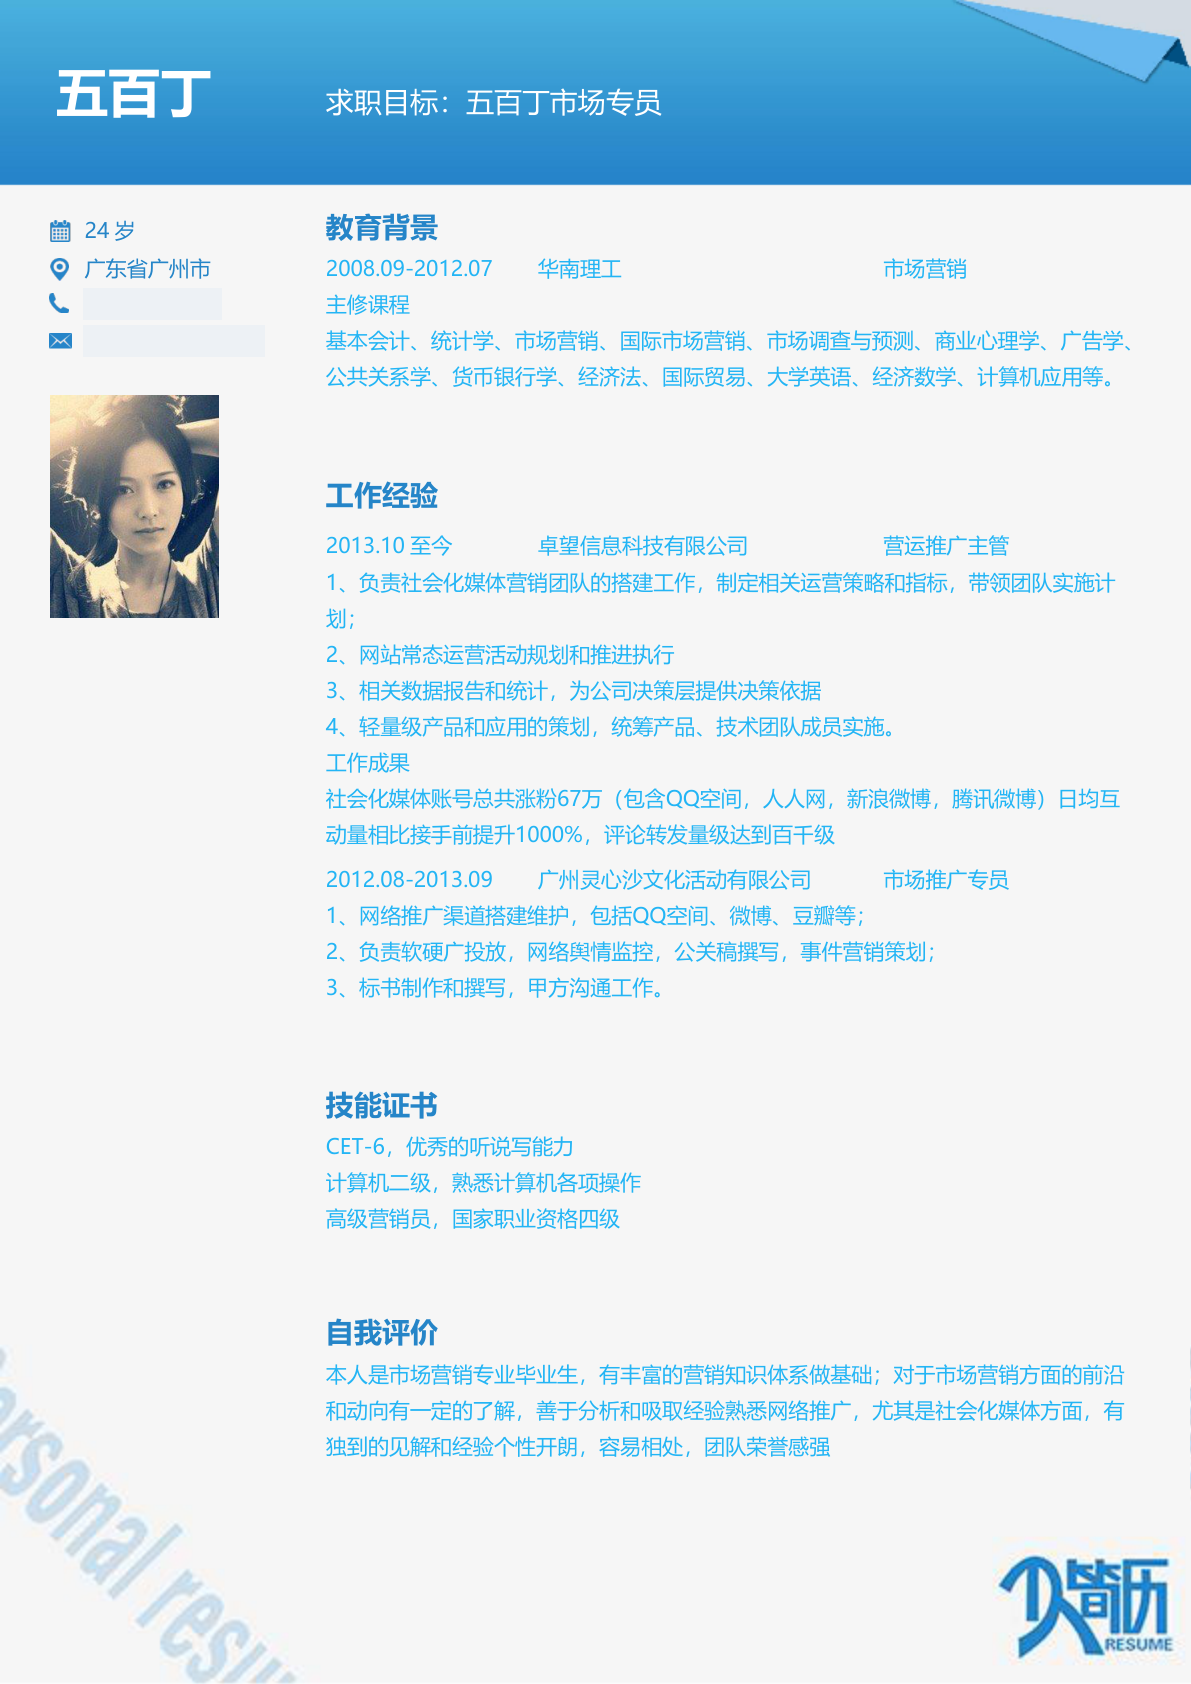 五百丁
求职目标：五百丁市场专员
24 岁
广东省广州市
教育背景
2008.09-2012.07 华南理工 市场营销
主修课程
基本会计、统计学、市场营销、国际市场营销、市场调查与预测、商业心理学、广告学、
公共关系学、货币银行学、经济法、国际贸易、大学英语、经济数学、计算机应用等。
工作经验
2013.10 至今 卓望信息科技有限公司 营运推广主管
1、负责社会化媒体营销团队的搭建工作，制定相关运营策略和指标，带领团队实施计
划；
2、网站常态运营活动规划和推进执行
3、相关数据报告和统计，为公司决策层提供决策依据
4、轻量级产品和应用的策划，统筹产品、技术团队成员实施。
工作成果
社会化媒体账号总共涨粉67万（包含QQ空间，人人网，新浪微博，腾讯微博）日均互
动量相比接手前提升1000%，评论转发量级达到百千级
2012.08-2013.09 广州灵心沙文化活动有限公司 市场推广专员
1、网络推广渠道搭建维护，包括QQ空间、微博、豆瓣等；
2、负责软硬广投放，网络舆情监控，公关稿撰写，事件营销策划；
3、标书制作和撰写，甲方沟通工作。
技能证书
CET-6，优秀的听说写能力
计算机二级，熟悉计算机各项操作
高级营销员，国家职业资格四级
自我评价
本人是市场营销专业毕业生，有丰富的营销知识体系做基础；对于市场营销方面的前沿
和动向有一定的了解，善于分析和吸取经验熟悉网络推广，尤其是社会化媒体方面，有
独到的见解和经验个性开朗，容易相处，团队荣誉感强
personal resu
个人简历
RESUME